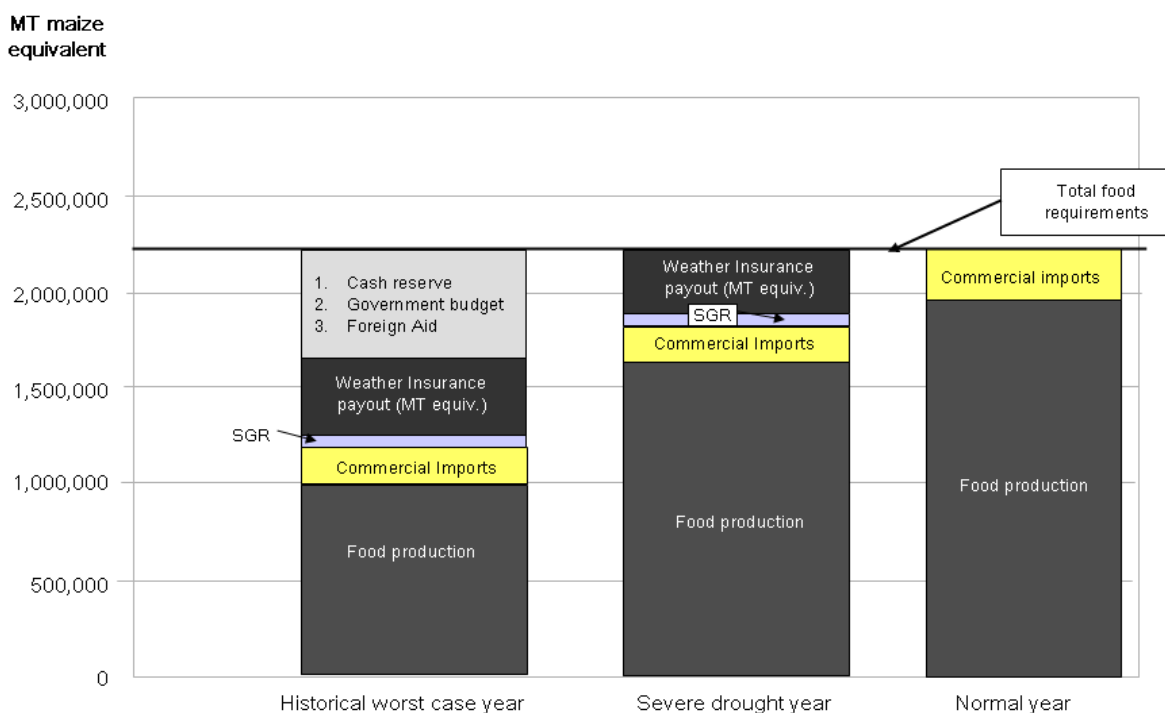 MT maize
equivalent
3,000,000
2,500,000
2,000,000
1,500,000
1,000,000
500,000
0
Total food
requirements
1. Cash reserve
2. Government budget
3. Foreign Aid
Weather Insurance
payout (MT equiv.)
SGR
Commercial Imports
Food production
Weather Insurance
payout (MT equiv.)
SGR
Commercial Imports
Food production
Commercial imports
Food production
Historical worst case year
Severe drought year
Normal year